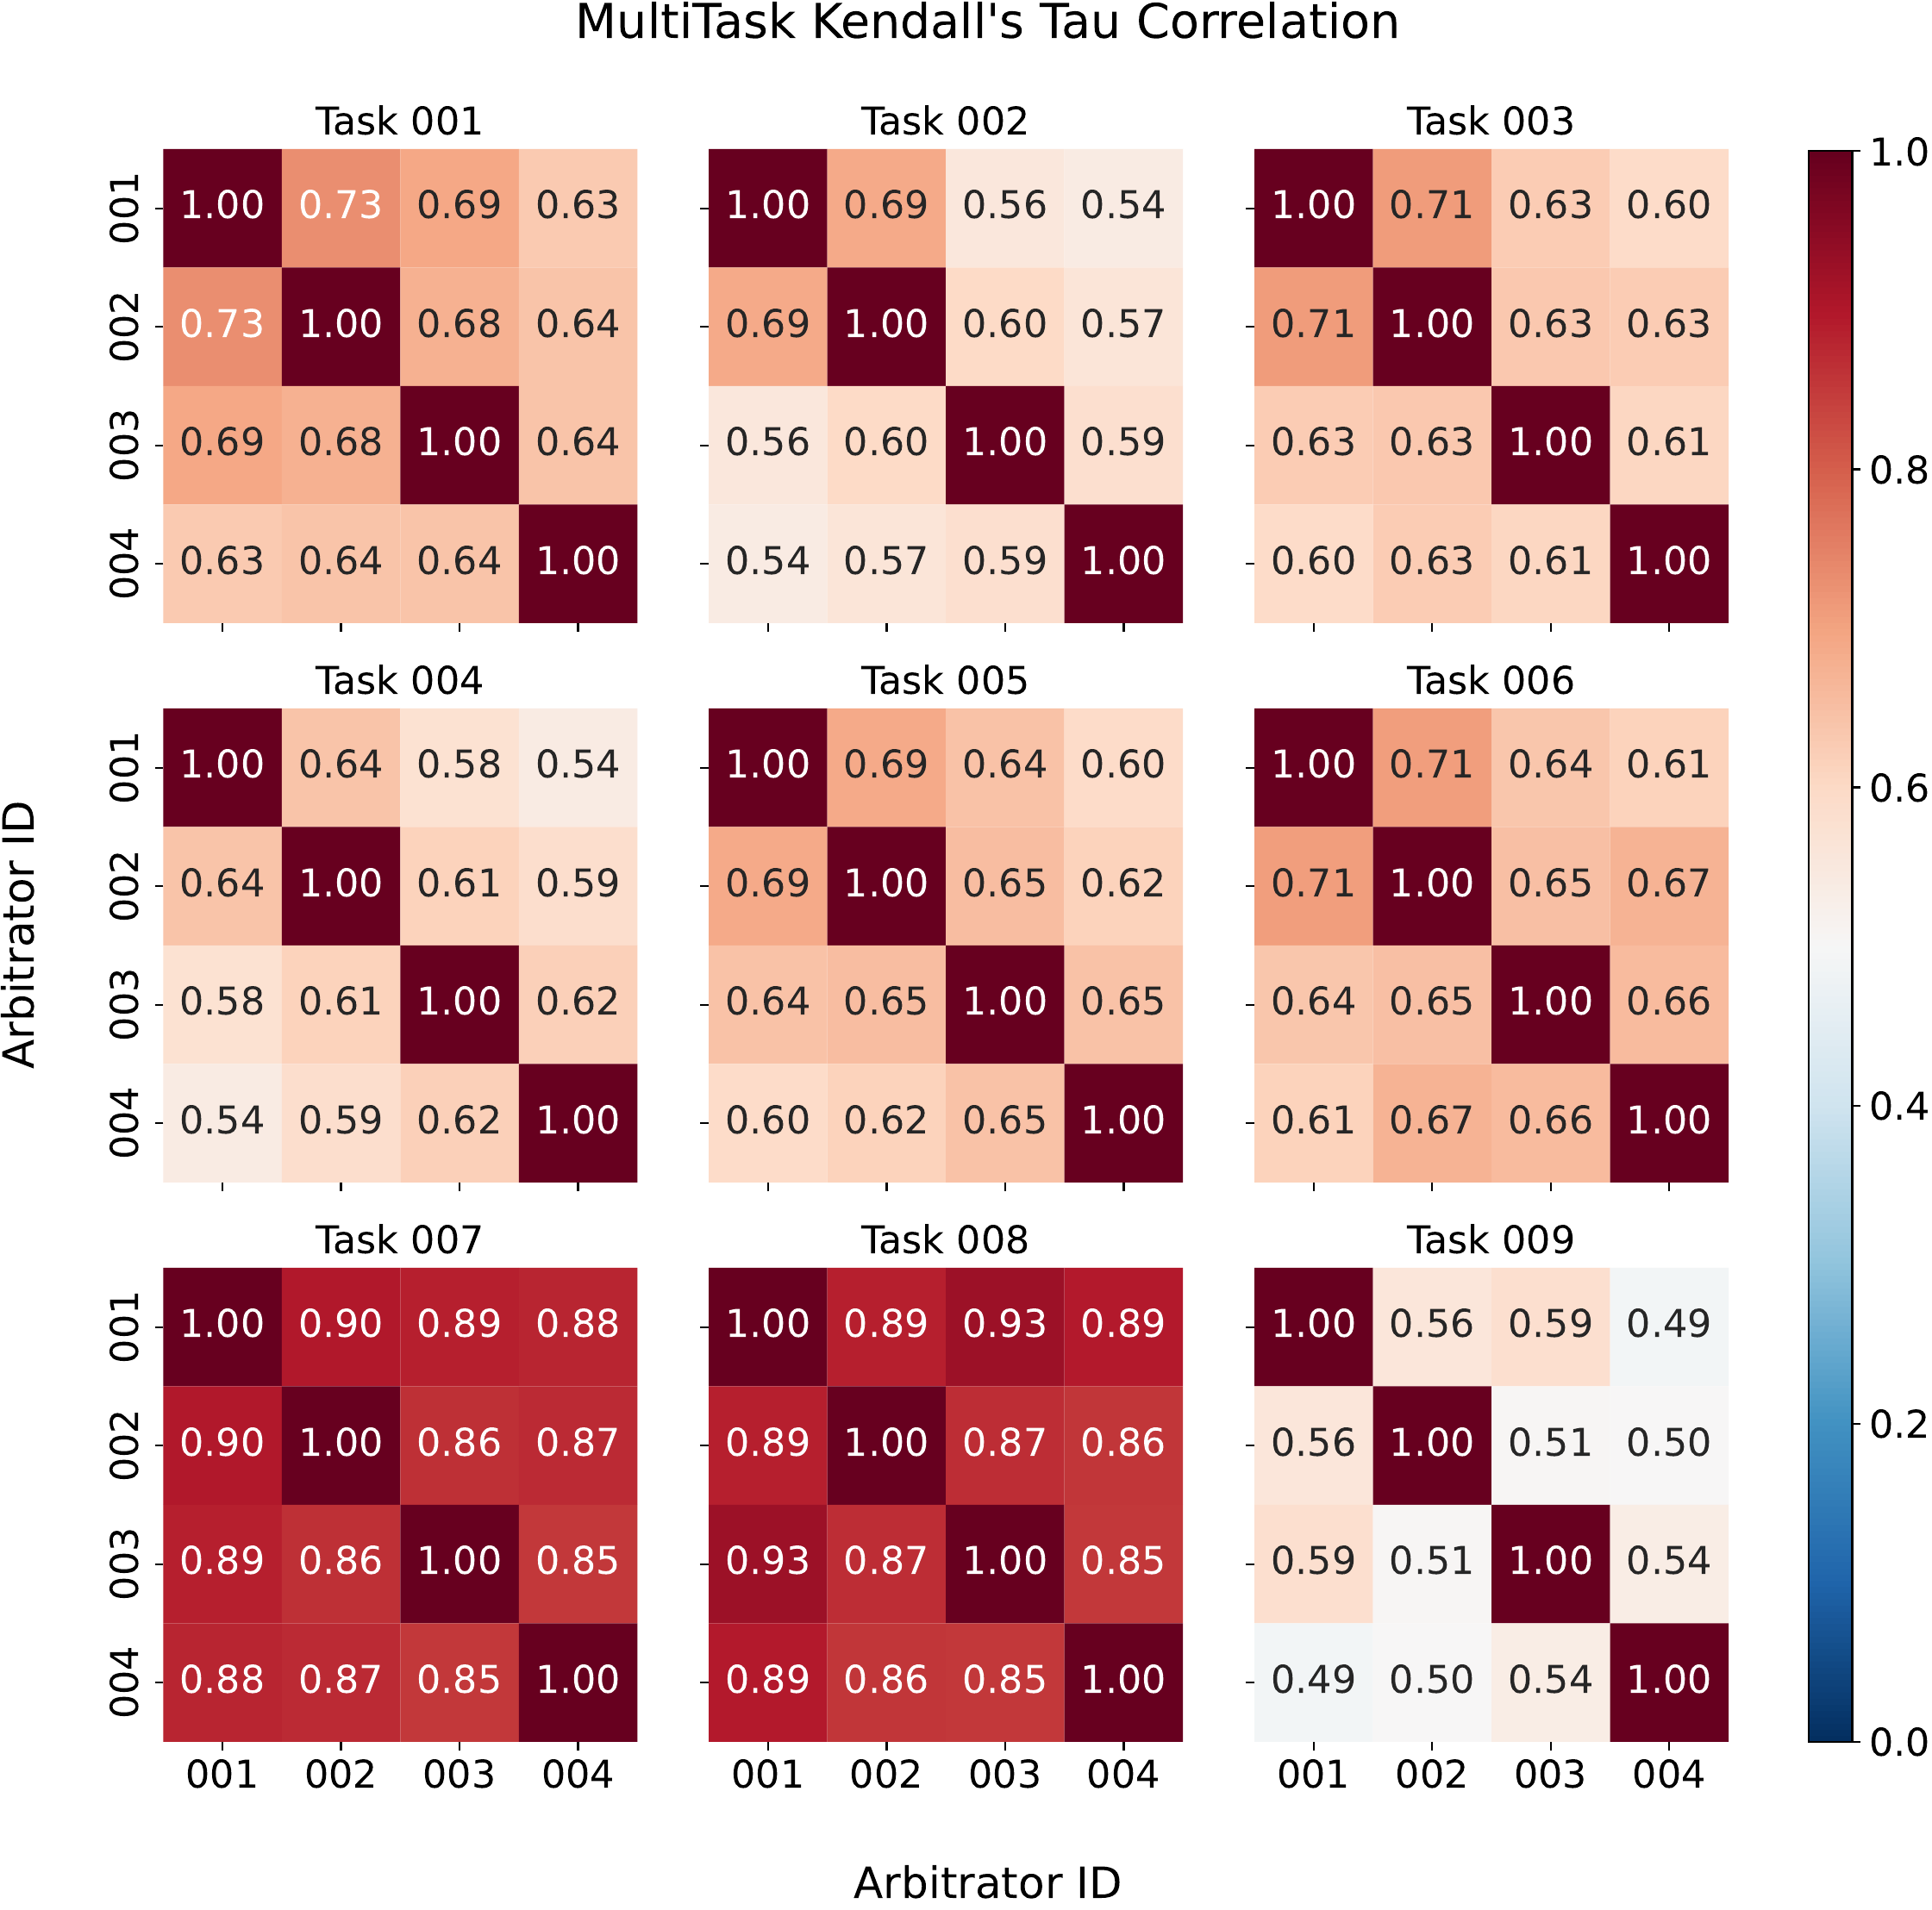 MultiTask Kendall's Tau Correlation
Task 001 Task 002 Task 003
001 1.00 0.73 0.69 0.63 1.00 0.69 0.56 0.54 1.00 0.71 0.63 0.60
002 0.73 1.00 0.68 0.64 0.69 1.00 0.60 0.57 0.71 1.00 0.63 0.63
003 0.69 0.68 1.00 0.64 0.56 0.60 1.00 0.59 0.63 0.63 1.00 0.61
004 0.63 0.64 0.64 1.00 0.54 0.57 0.59 1.00 0.60 0.63 0.61 1.00
Task 004 Task 005 Task 006
001 1.00 0.64 0.58 0.54 1.00 0.69 0.64 0.60 1.00 0.71 0.64 0.61
002 0.64 1.00 0.61 0.59 0.69 1.00 0.65 0.62 0.71 1.00 0.65 0.67
003 0.58 0.61 1.00 0.62 0.64 0.65 1.00 0.65 0.64 0.65 1.00 0.66
004 0.54 0.59 0.62 1.00 0.60 0.62 0.65 1.00 0.61 0.67 0.66 1.00
Task 007 Task 008 Task 009
001 1.00 0.90 0.89 0.88 1.00 0.89 0.93 0.89 1.00 0.56 0.59 0.49
002 0.90 1.00 0.86 0.87 0.89 1.00 0.87 0.86 0.56 1.00 0.51 0.50
003 0.89 0.86 1.00 0.85 0.93 0.87 1.00 0.85 0.59 0.51 1.00 0.54
004 0.88 0.87 0.85 1.00 0.89 0.86 0.85 1.00 0.49 0.50 0.54 1.00
001 002 003 004 001 002 003 004 001 002 003 004
Arbitrator ID
Arbitrator ID
1.0
0.8
0.6
0.4
0.2
0.0